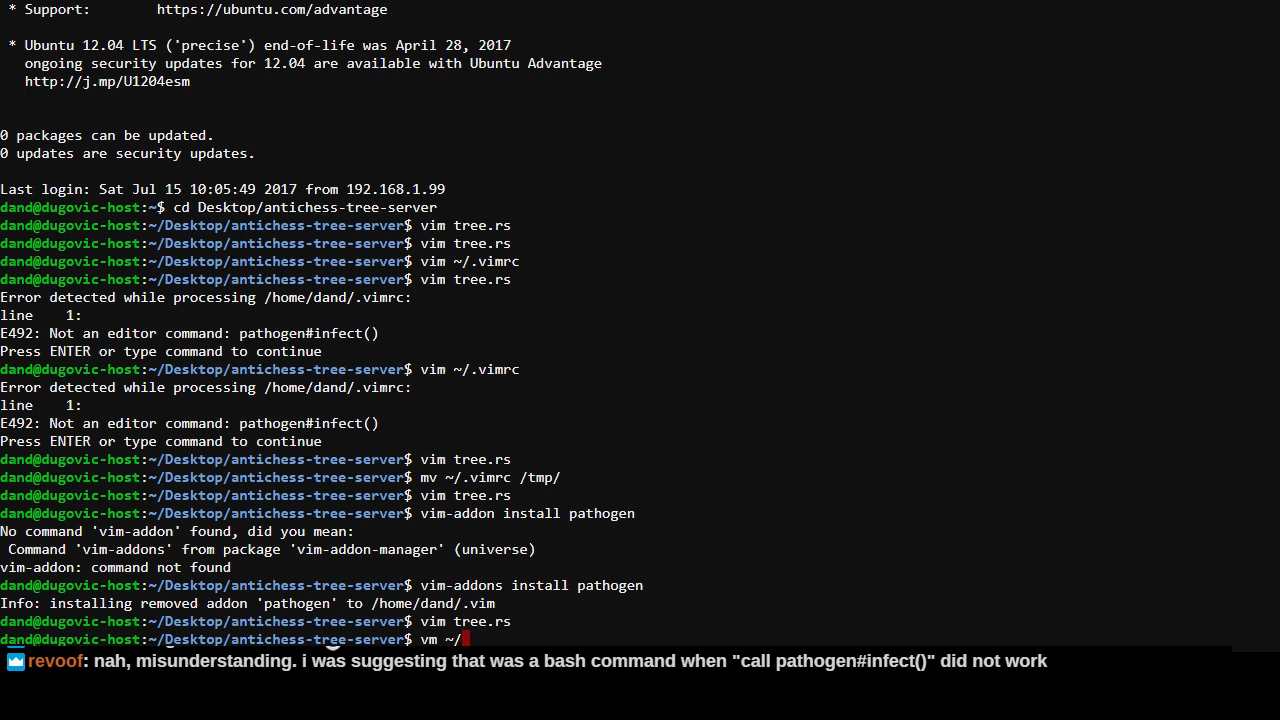 * Support:        https://ubuntu.com/advantage
* Ubuntu 12.04 LTS ('precise') end-of-life was April 28, 2017
ongoing security updates for 12.04 are available with Ubuntu Advantage
http://j.mp/U1204esm
0 packages can be updated.
0 updates are security updates.
Last login: Sat Jul 15 10:05:49 2017 from 192.168.1.99
dand@dugovic-host:~$ cd Desktop/antichess-tree-server
dand@dugovic-host:~/Desktop/antichess-tree-server$ vim tree.rs
dand@dugovic-host:~/Desktop/antichess-tree-server$ vim tree.rs
dand@dugovic-host:~/Desktop/antichess-tree-server$ vim ~/.vimrc
dand@dugovic-host:~/Desktop/antichess-tree-server$ vim tree.rs
Error detected while processing /home/dand/.vimrc:
line    1:
E492: Not an editor command: pathogen#infect()
Press ENTER or type command to continue
dand@dugovic-host:~/Desktop/antichess-tree-server$ vim ~/.vimrc
Error detected while processing /home/dand/.vimrc:
line    1:
E492: Not an editor command: pathogen#infect()
Press ENTER or type command to continue
dand@dugovic-host:~/Desktop/antichess-tree-server$ vim tree.rs
dand@dugovic-host:~/Desktop/antichess-tree-server$ mv ~/.vimrc /tmp/
dand@dugovic-host:~/Desktop/antichess-tree-server$ vim tree.rs
dand@dugovic-host:~/Desktop/antichess-tree-server$ vim-addon install pathogen
No command 'vim-addon' found, did you mean:
Command 'vim-addons' from package 'vim-addon-manager' (universe)
vim-addon: command not found
dand@dugovic-host:~/Desktop/antichess-tree-server$ vim-addons install pathogen
Info: installing removed addon 'pathogen' to /home/dand/.vim
dand@dugovic-host:~/Desktop/antichess-tree-server$ vim tree.rs
dand@dugovic-host:~/Desktop/antichess-tree-server$ vm ~/
revoof: nah, misunderstanding. i was suggesting that was a bash command when "call pathogen#infect()" did not work